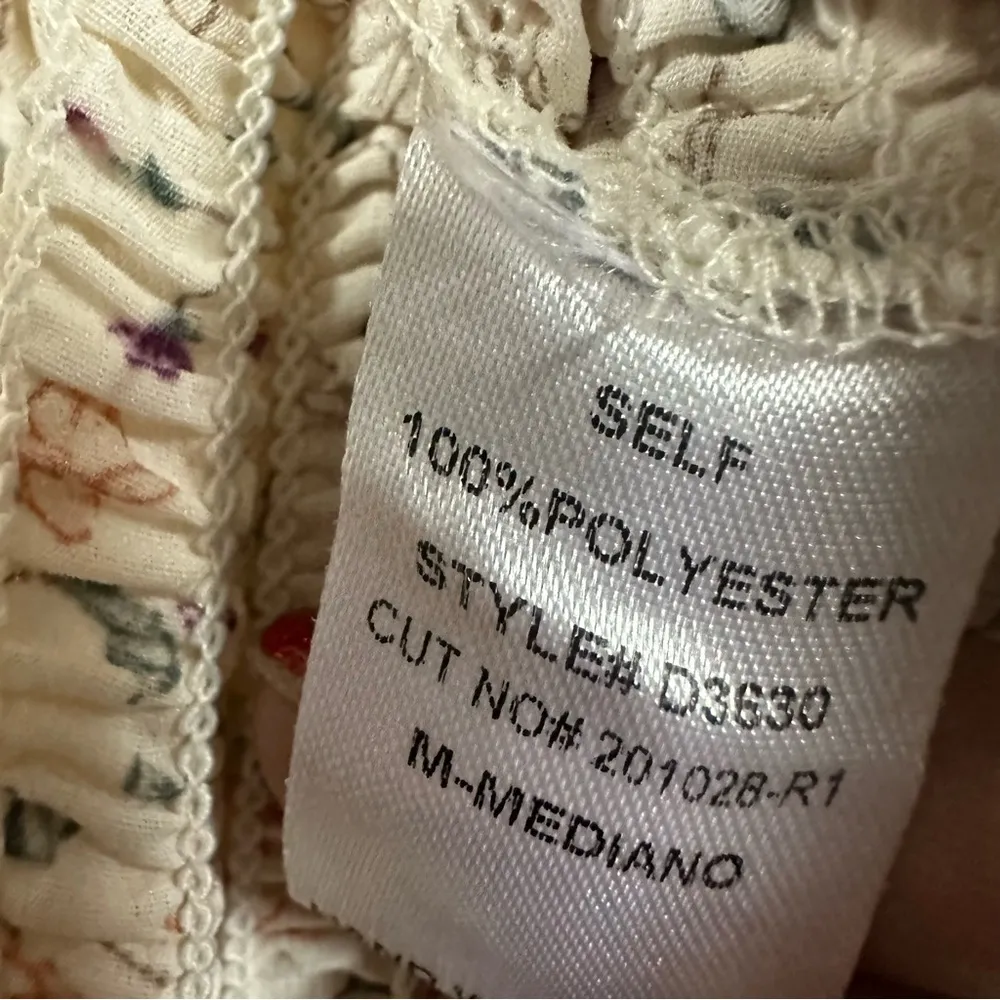 SELF
100%POLYESTER
STYLE# D3630
CUT NO# 201028-R1
M-MEDIANO